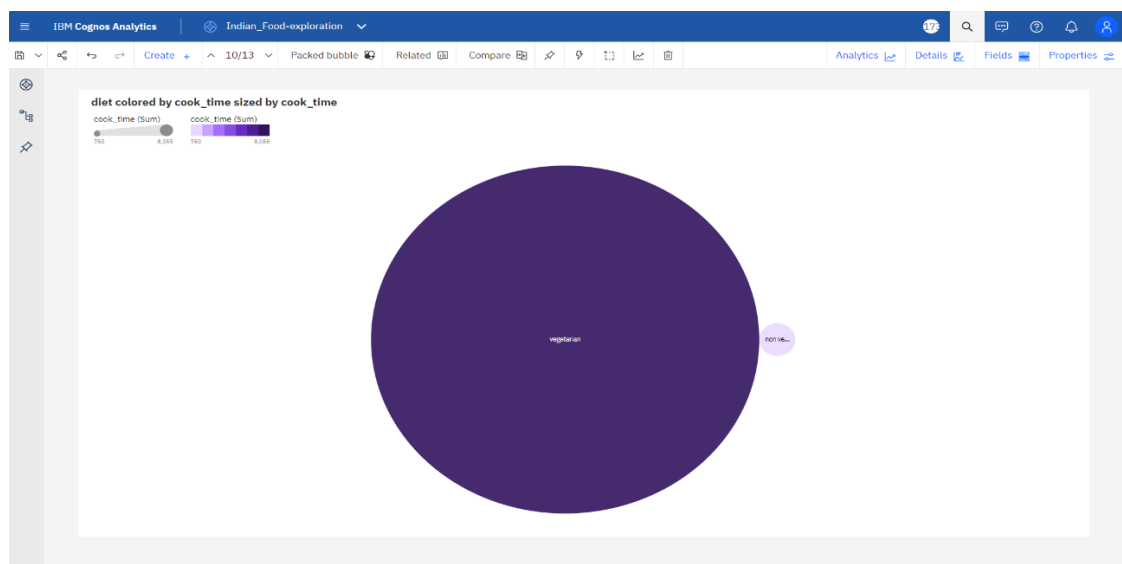 IBM Cognos Analytics
Indian_Food-exploration
Create +
10/13
Packed bubble
Related
Compare
Analytics
Details
Fields
Properties
diet colored by cook_time sized by cook_time
cook_time (Sum)
750 8,055
cook_time (Sum)
750 8,055
vegetarian
non ve...